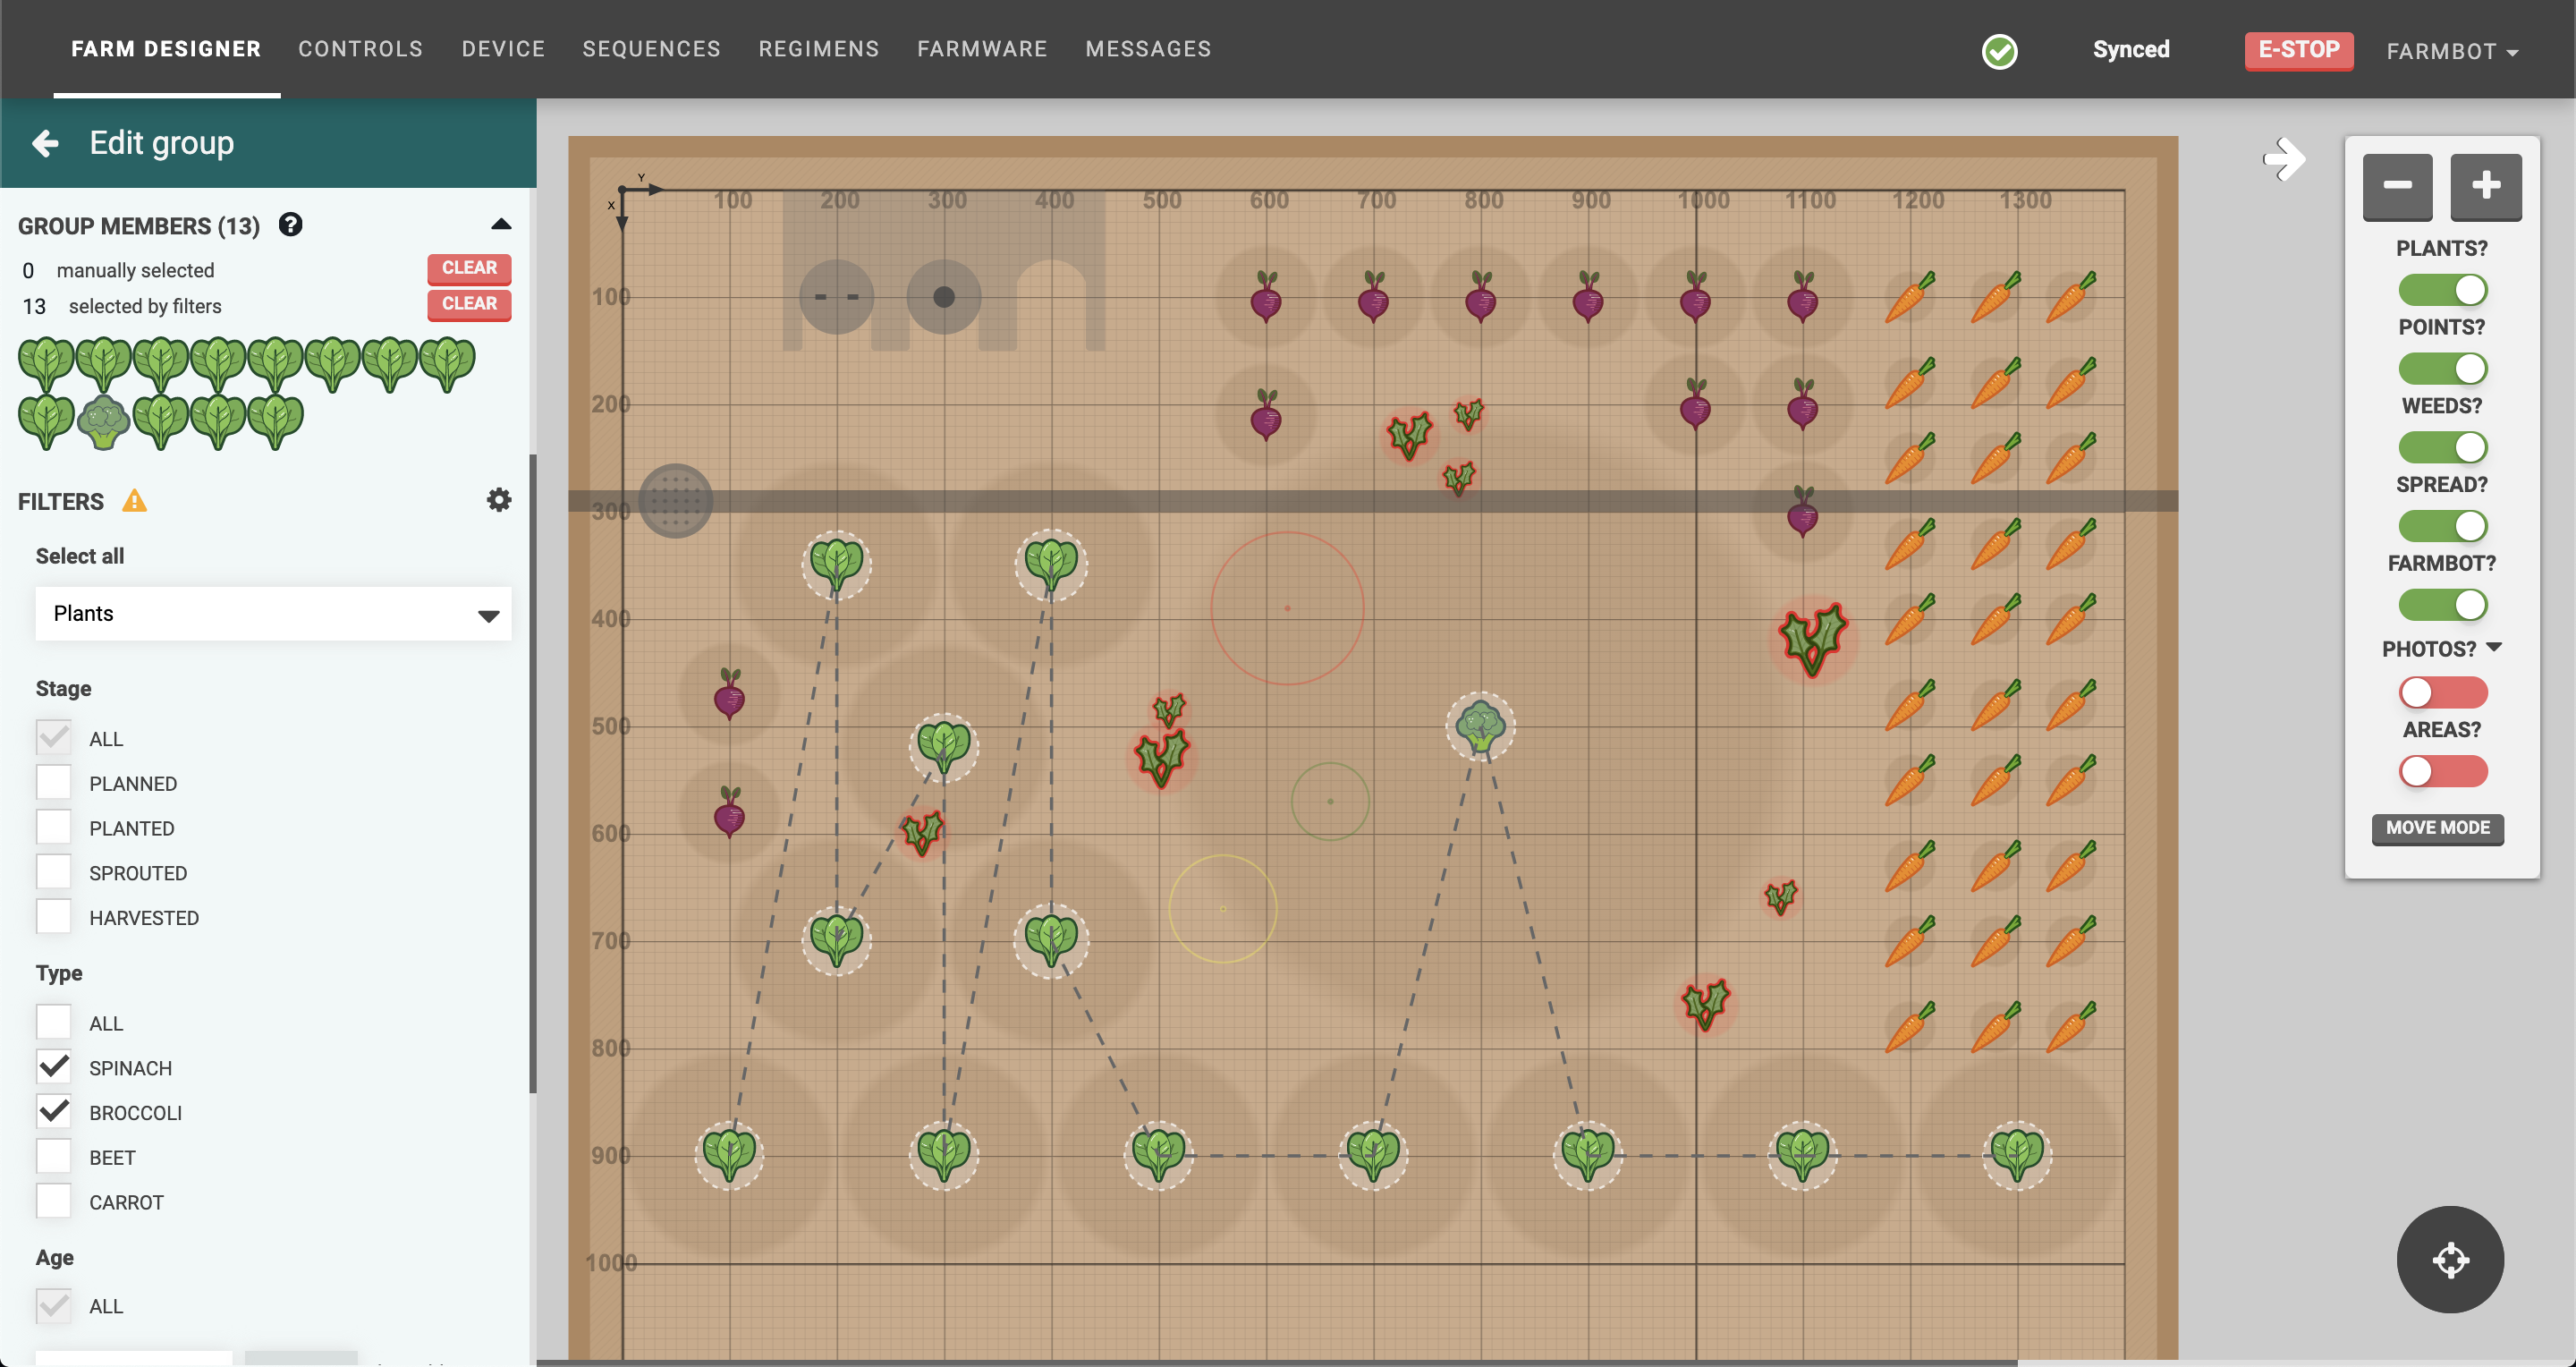 FARM DESIGNER CONTROLS DEVICE SEQUENCES REGIMENS FARMWARE MESSAGES Synced E-STOP FARMBOT
Edit group
GROUP MEMBERS (13) ?
0 manually selected CLEAR
13 selected by filters CLEAR
FILTERS
Select all
Plants
Stage
ALL
PLANNED
PLANTED
SPROUTED
HARVESTED
Type
ALL
SPINACH
BROCCOLI
BEET
CARROT
Age
ALL
Y
X
100 200 300 400 500 600 700 800 900 1000 1100 1200 1300
100
200
300
400
500
600
700
800
900
1000
PLANTS?
POINTS?
WEEDS?
SPREAD?
FARMBOT?
PHOTOS?
AREAS?
MOVE MODE